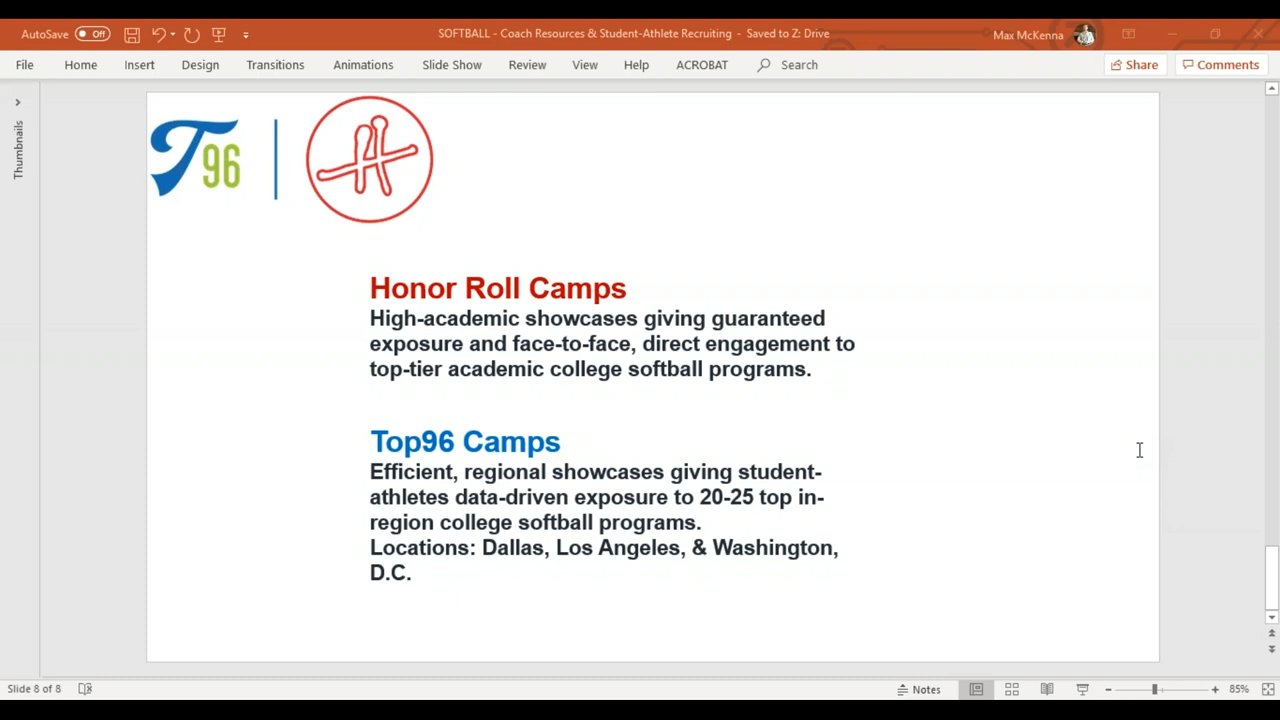 AutoSave Off SOFTBALL - Coach Resources & Student-Athlete Recruiting - Saved to Z: Drive Max McKenna
File Home Insert Design Transitions Animations Slide Show Review View Help ACROBAT Search Share Comments
Thumbnails
T96
H
Honor Roll Camps
High-academic showcases giving guaranteed
exposure and face-to-face, direct engagement to
top-tier academic college softball programs.
Top96 Camps
Efficient, regional showcases giving student-
athletes data-driven exposure to 20-25 top in-
region college softball programs.
Locations: Dallas, Los Angeles, & Washington,
D.C.
Slide 8 of 8 Notes 85%